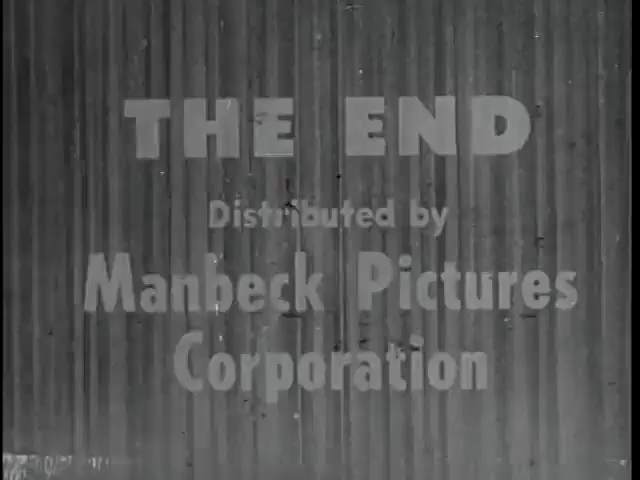 THE END
Distributed by
Manbeck Pictures
Corporation